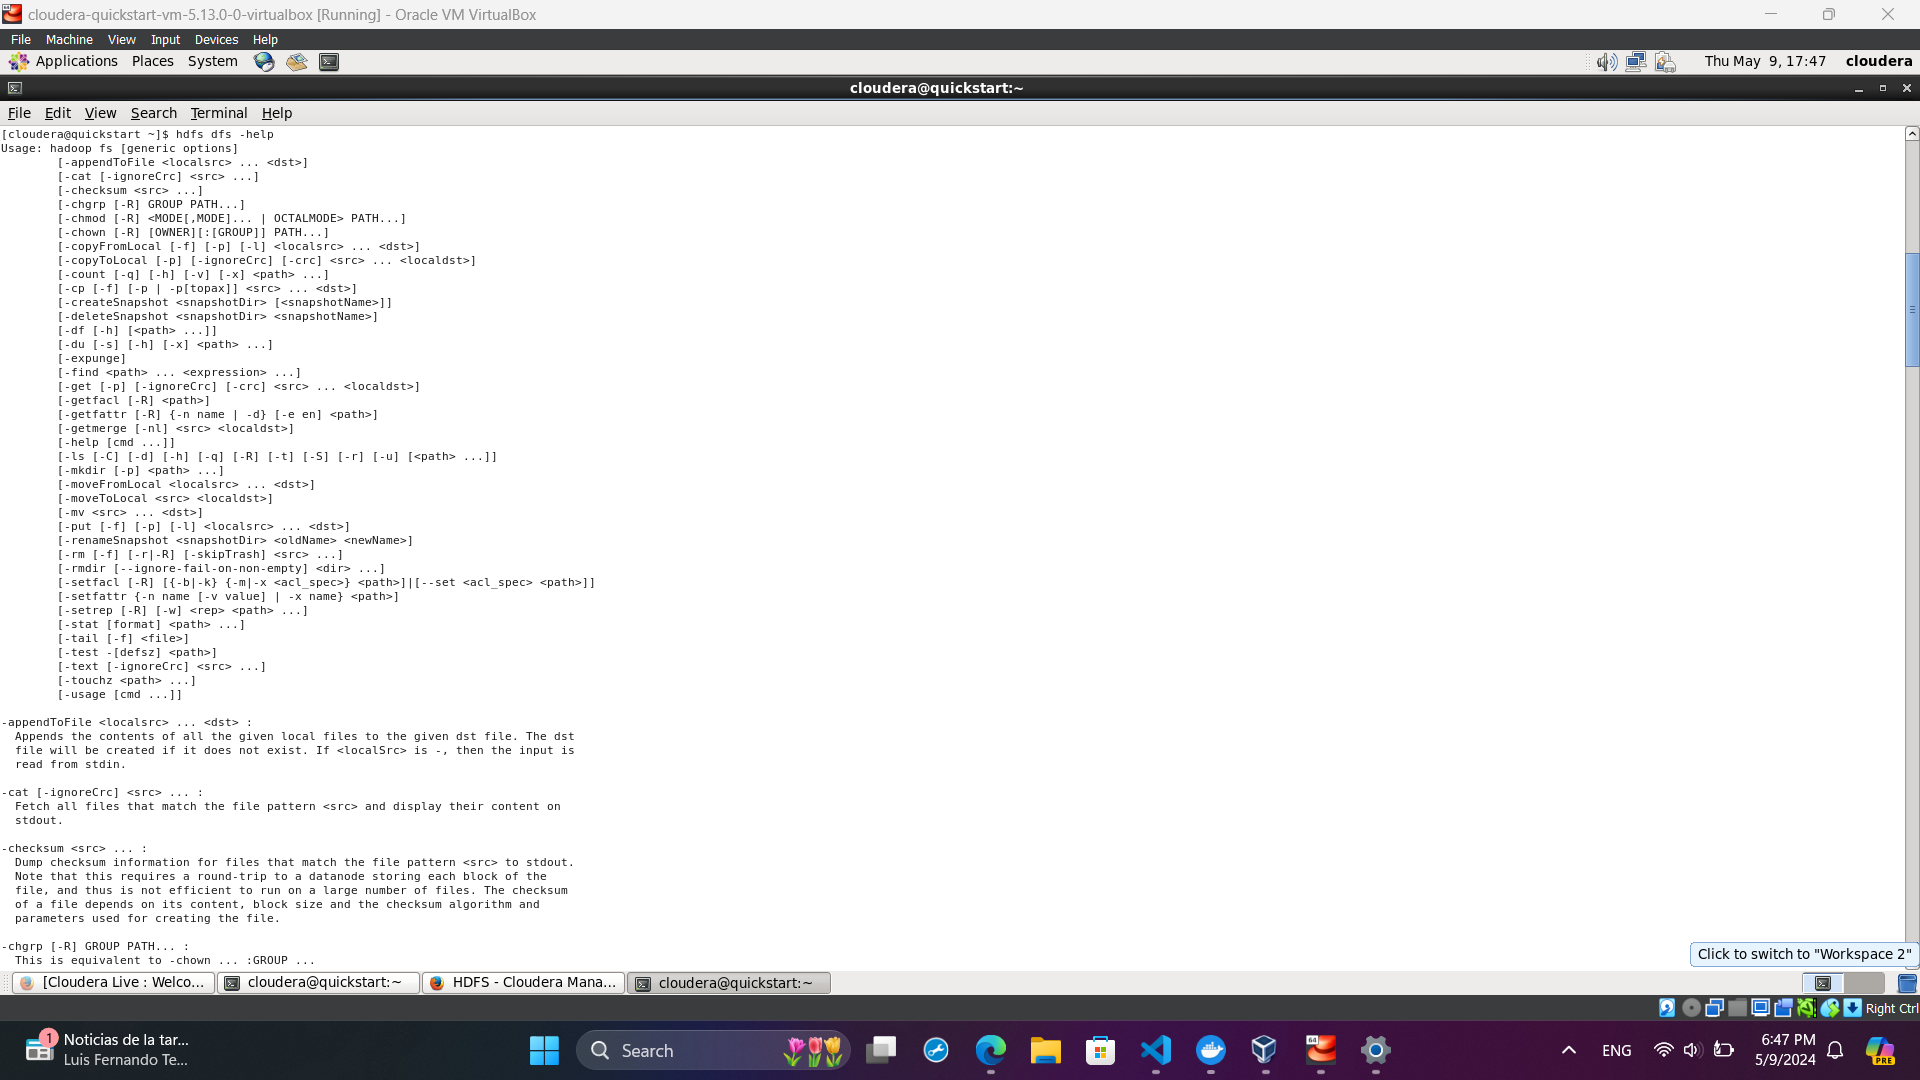 cloudera-quickstart-vm-5.13.0-0-virtualbox [Running] - Oracle VM VirtualBox
File Machine View Input Devices Help
Applications Places System Thu May 9, 17:47 cloudera
cloudera@quickstart:~
File Edit View Search Terminal Help
[cloudera@quickstart ~]$ hdfs dfs -help
Usage: hadoop fs [generic options]
[-appendToFile <localsrc> ... <dst>]
[-cat [-ignoreCrc] <src> ...]
[-checksum <src> ...]
[-chgrp [-R] GROUP PATH...]
[-chmod [-R] <MODE[,MODE]... | OCTALMODE> PATH...]
[-chown [-R] [OWNER][:[GROUP]] PATH...]
[-copyFromLocal [-f] [-p] [-l] <localsrc> ... <dst>]
[-copyToLocal [-p] [-ignoreCrc] [-crc] <src> ... <localdst>]
[-count [-q] [-h] [-v] [-x] <path> ...]
[-cp [-f] [-p | -p[topax]] <src> ... <dst>]
[-createSnapshot <snapshotDir> [<snapshotName>]]
[-deleteSnapshot <snapshotDir> <snapshotName>]
[-df [-h] [<path> ...]]
[-du [-s] [-h] [-x] <path> ...]
[-expunge]
[-find <path> ... <expression> ...]
[-get [-p] [-ignoreCrc] [-crc] <src> ... <localdst>]
[-getfacl [-R] <path>]
[-getfattr [-R] {-n name | -d} [-e en] <path>]
[-getmerge [-nl] <src> <localdst>]
[-help [cmd ...]]
[-ls [-C] [-d] [-h] [-q] [-R] [-t] [-S] [-r] [-u] [<path> ...]]
[-mkdir [-p] <path> ...]
[-moveFromLocal <localsrc> ... <dst>]
[-moveToLocal <src> <localdst>]
[-mv <src> ... <dst>]
[-put [-f] [-p] [-l] <localsrc> ... <dst>]
[-renameSnapshot <snapshotDir> <oldName> <newName>]
[-rm [-f] [-r|-R] [-skipTrash] <src> ...]
[-rmdir [--ignore-fail-on-non-empty] <dir> ...]
[-setfacl [-R] [{-b|-k} {-m|-x <acl_spec>} <path>]|[--set <acl_spec> <path>]]
[-setfattr {-n name [-v value] | -x name} <path>]
[-setrep [-R] [-w] <rep> <path> ...]
[-stat [format] <path> ...]
[-tail [-f] <file>]
[-test -[defsz] <path>]
[-text [-ignoreCrc] <src> ...]
[-touchz <path> ...]
[-usage [cmd ...]]
-appendToFile <localsrc> ... <dst> :
Appends the contents of all the given local files to the given dst file. The dst
file will be created if it does not exist. If <localSrc> is -, then the input is
read from stdin.
-cat [-ignoreCrc] <src> ... :
Fetch all files that match the file pattern <src> and display their content on
stdout.
-checksum <src> ... :
Dump checksum information for files that match the file pattern <src> to stdout.
Note that this requires a round-trip to a datanode storing each block of the
file, and thus is not efficient to run on a large number of files. The checksum
of a file depends on its content, block size and the checksum algorithm and
parameters used for creating the file.
-chgrp [-R] GROUP PATH... :
This is equivalent to -chown ... :GROUP ...
Click to switch to "Workspace 2"
[Cloudera Live : Welco... cloudera@quickstart:~ HDFS - Cloudera Mana... cloudera@quickstart:~
Right Ctrl
1 Noticias de la tar...
Luis Fernando Te...
Search
64
ENG
6:47 PM
5/9/2024
PRE